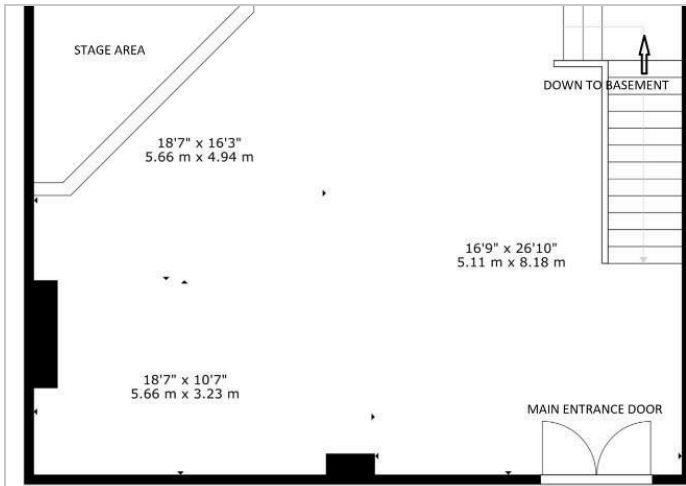 STAGE AREA
DOWN TO BASEMENT
18'7" x 16'3"
5.66 m x 4.94 m
16'9" x 26'10"
5.11 m x 8.18 m
18'7" x 10'7"
5.66 m x 3.23 m
MAIN ENTRANCE DOOR